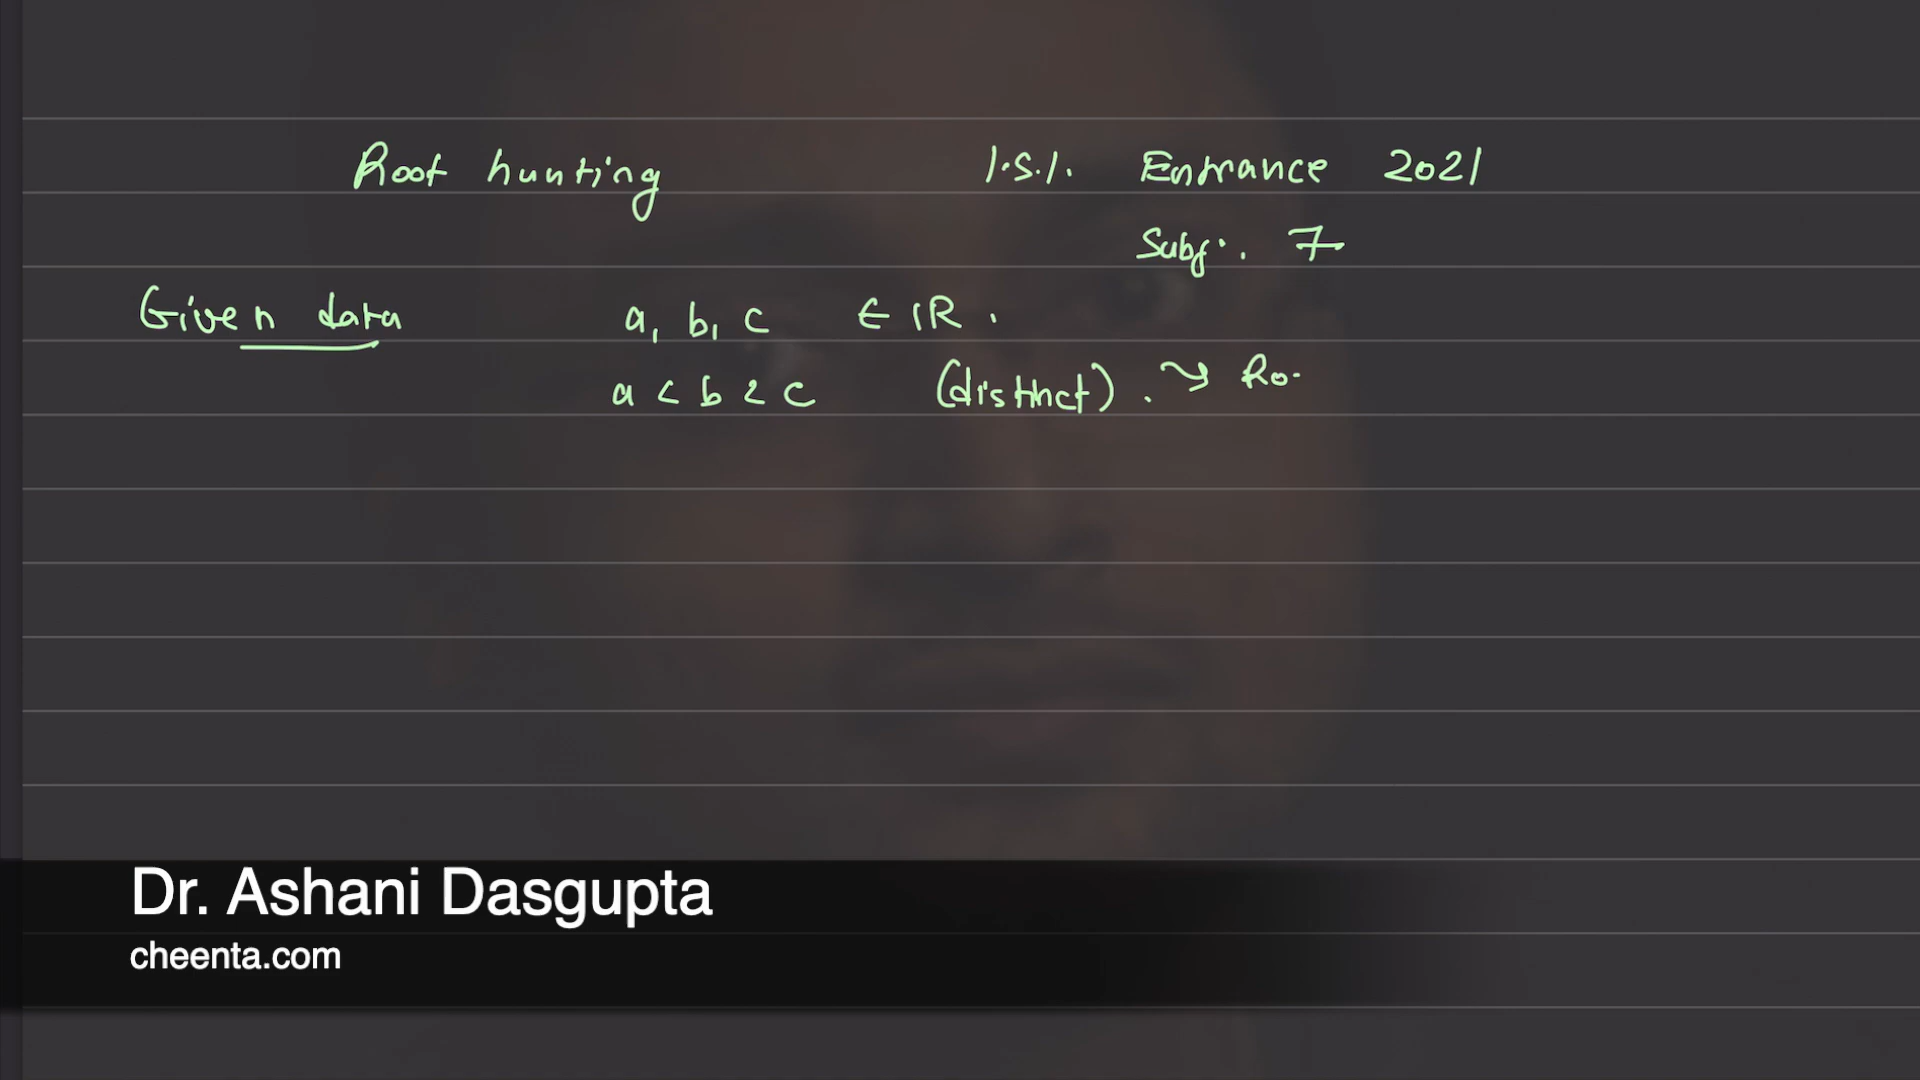 Root hunting I.S.I. Entrance 2021
Subj. 7
Given data a, b, c ∈ IR.
a < b < c (distinct).
Dr. Ashani Dasgupta
cheenta.com